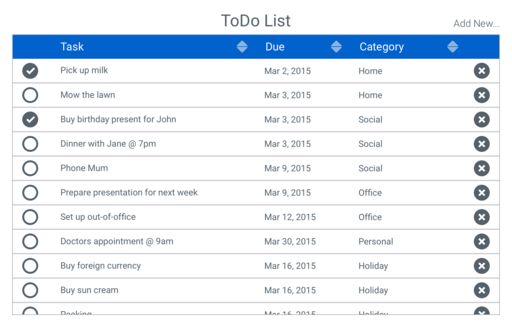 ToDo List
Add New...
Task Due Category
Pick up milk Mar 2, 2015 Home
Mow the lawn Mar 3, 2015 Home
Buy birthday present for John Mar 3, 2015 Social
Dinner with Jane @ 7pm Mar 3, 2015 Social
Phone Mum Mar 9, 2015 Social
Prepare presentation for next week Mar 9, 2015 Office
Set up out-of-office Mar 12, 2015 Office
Doctors appointment @ 9am Mar 30, 2015 Personal
Buy foreign currency Mar 16, 2015 Holiday
Buy sun cream Mar 16, 2015 Holiday
Packing Mar 16, 2015 Holiday